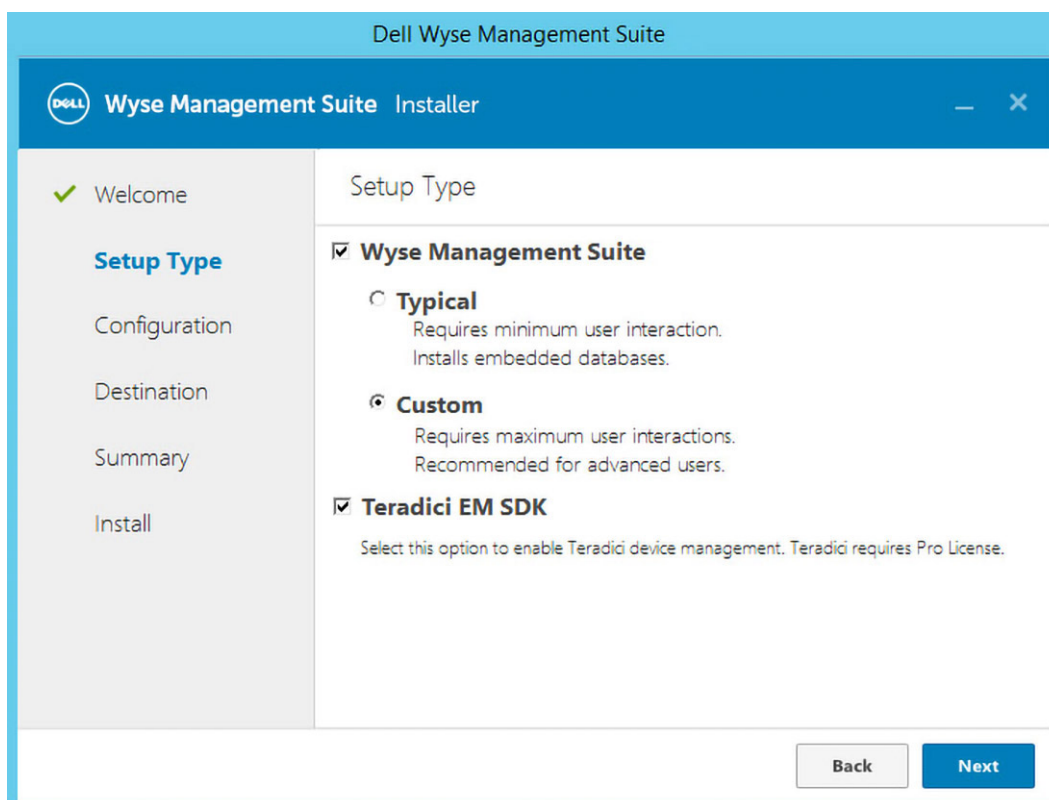 Dell Wyse Management Suite
DELL Wyse Management Suite Installer
Welcome
Setup Type
Configuration
Destination
Summary
Install
Setup Type
Wyse Management Suite
Typical
Requires minimum user interaction.
Installs embedded databases.
Custom
Requires maximum user interactions.
Recommended for advanced users.
Teradici EM SDK
Select this option to enable Teradici device management. Teradici requires Pro License.
Back Next